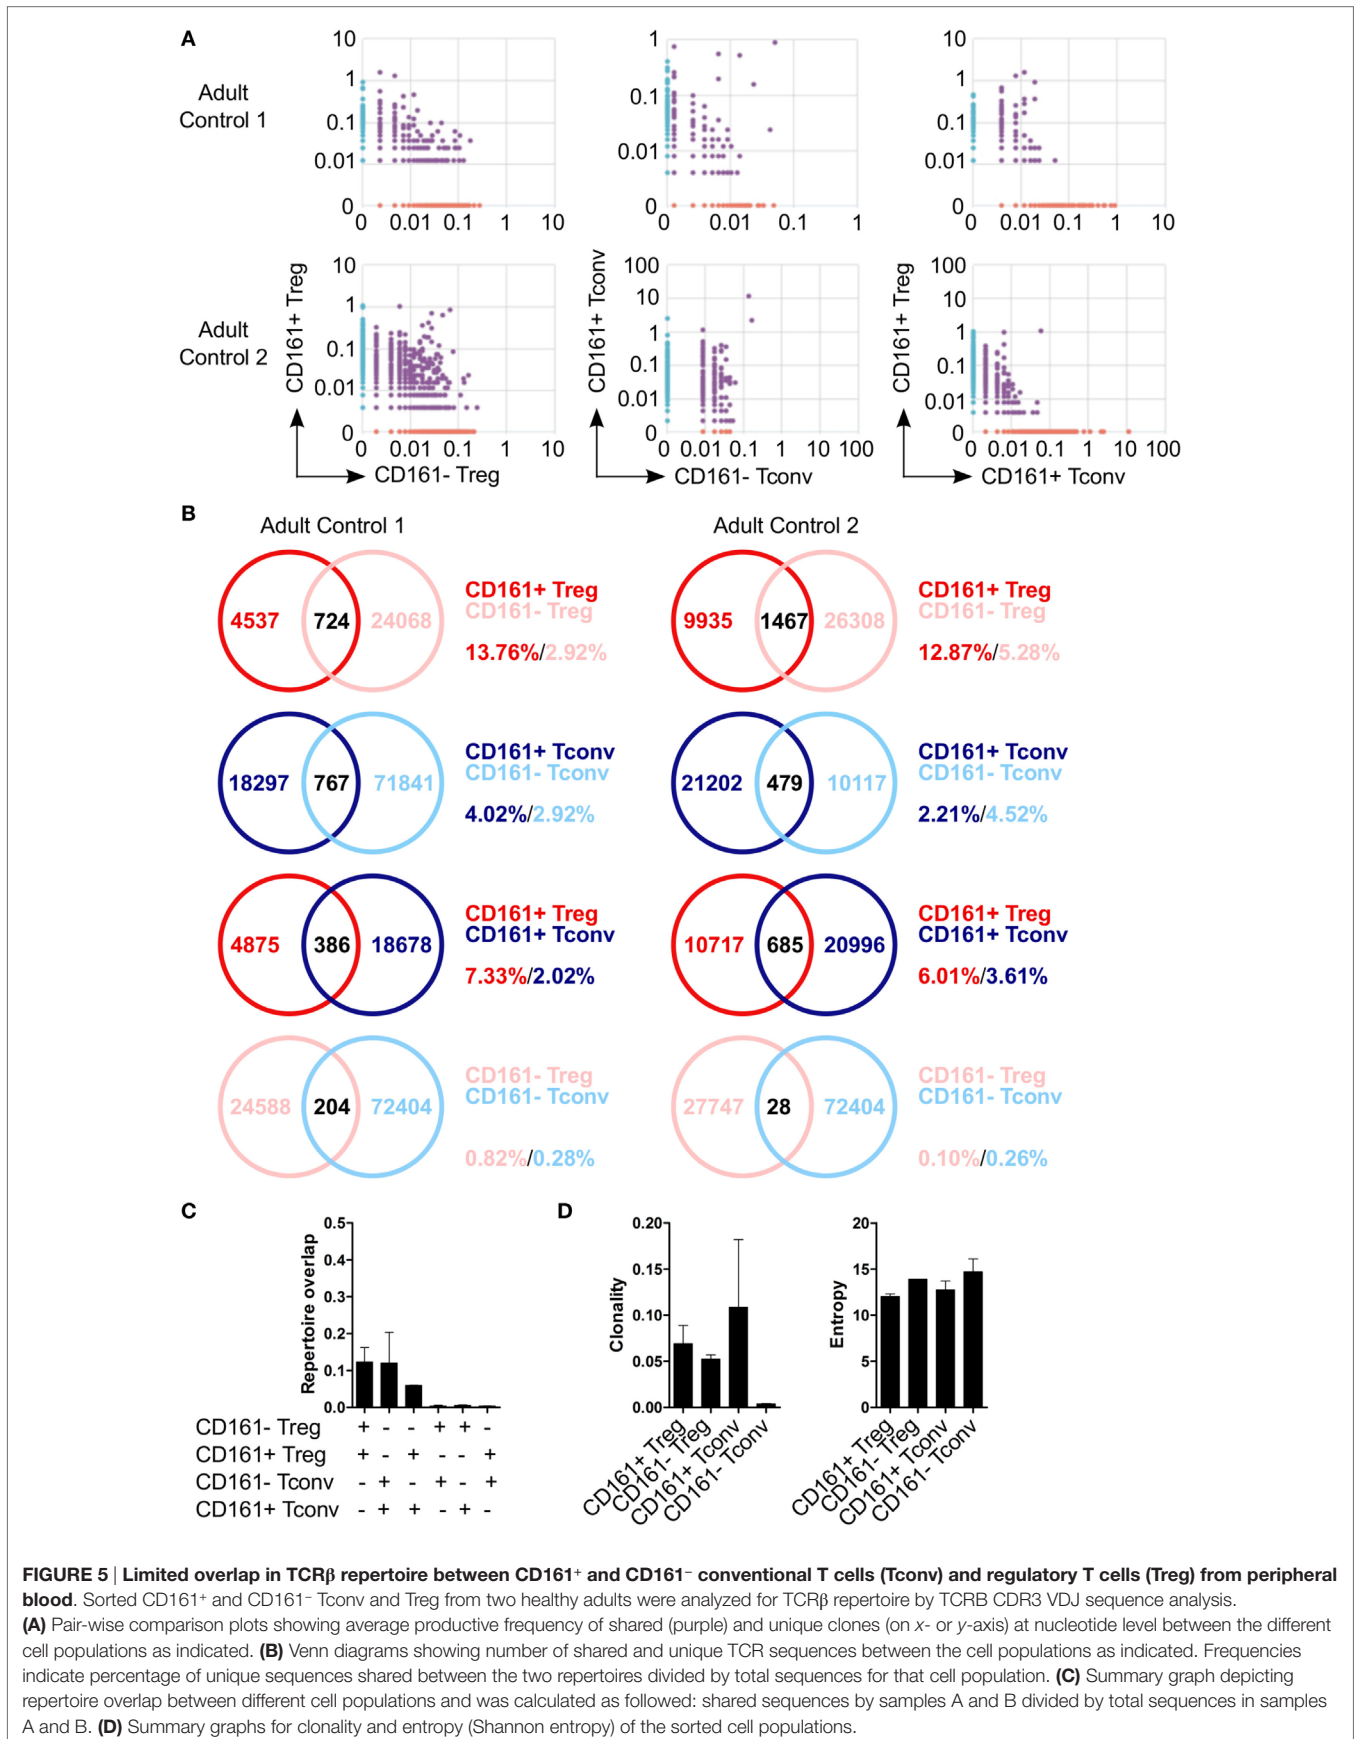 A
Adult
Control 1
10
1
0.1
0.01
0
0 0.01 0.1 1 10
1
0.1
0.01
0
0 0.01 0.1 1
10
1
0.1
0.01
0
0 0.01 0.1 1 10
Adult
Control 2
CD161+ Treg
10
1
0.1
0.01
0
0 0.01 0.1 1 10
CD161- Treg
CD161+ Tconv
100
10
1
0.1
0.01
0
0 0.01 0.1 1 10 100
CD161- Tconv
CD161+ Treg
100
10
1
0.1
0.01
0
0 0.01 0.1 1 10 100
CD161+ Tconv
B
Adult Control 1
Adult Control 2
4537 724 24068
CD161+ Treg
CD161- Treg
13.76%/2.92%
9935 1467 26308
CD161+ Treg
CD161- Treg
12.87%/5.28%
18297 767 71841
CD161+ Tconv
CD161- Tconv
4.02%/2.92%
21202 479 10117
CD161+ Tconv
CD161- Tconv
2.21%/4.52%
4875 386 18678
CD161+ Treg
CD161+ Tconv
7.33%/2.02%
10717 685 20996
CD161+ Treg
CD161+ Tconv
6.01%/3.61%
24588 204 72404
CD161- Treg
CD161- Tconv
0.82%/0.28%
27747 28 72404
CD161- Treg
CD161- Tconv
0.10%/0.26%
C
Repertoire overlap
0.5
0.4
0.3
0.2
0.1
0.0
CD161- Treg + - - + + -
CD161+ Treg + - + - - +
CD161- Tconv - + - + - +
CD161+ Tconv - + + - + -
D
Clonality
0.20
0.15
0.10
0.05
0.00
CD161+ Treg
CD161- Treg
CD161+ Tconv
CD161- Tconv
Entropy
20
15
10
5
0
CD161+ Treg
CD161- Treg
CD161+ Tconv
CD161- Tconv
FIGURE 5 | Limited overlap in TCRβ repertoire between CD161⁺ and CD161⁻ conventional T cells (Tconv) and regulatory T cells (Treg) from peripheral
blood. Sorted CD161⁺ and CD161⁻ Tconv and Treg from two healthy adults were analyzed for TCRβ repertoire by TCRB CDR3 VDJ sequence analysis.
(A) Pair-wise comparison plots showing average productive frequency of shared (purple) and unique clones (on x- or y-axis) at nucleotide level between the different
cell populations as indicated. (B) Venn diagrams showing number of shared and unique TCR sequences between the cell populations as indicated. Frequencies
indicate percentage of unique sequences shared between the two repertoires divided by total sequences for that cell population. (C) Summary graph depicting
repertoire overlap between different cell populations and was calculated as followed: shared sequences by samples A and B divided by total sequences in samples
A and B. (D) Summary graphs for clonality and entropy (Shannon entropy) of the sorted cell populations.